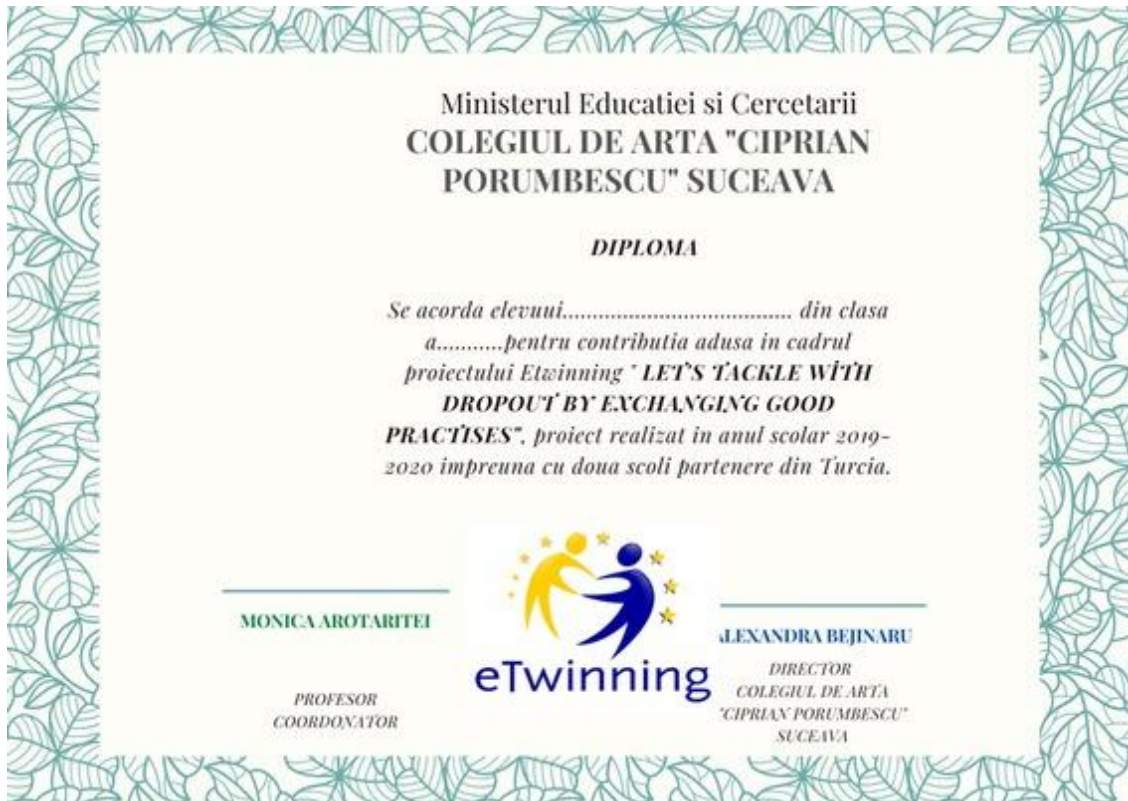 Ministerul Educatiei si Cercetarii
COLEGIUL DE ARTA "CIPRIAN
PORUMBESCU" SUCEAVA
DIPLOMA
Se acorda elevuui....................................... din clasa
a...........pentru contributia adusa in cadrul
proiectului Etwinning " LET'S TACKLE WİTH
DROPOUT BY EXCHANGING GOOD
PRACTISES", proiect realizat in anul scolar 2019-
2020 impreuna cu doua scoli partenere din Turcia.
MONICA AROTARITEI
PROFESOR
COORDONATOR
eTwinning
LEXANDRA BEJINARU
DIRECTOR
COLEGIUL DE ARTA
"CIPRIAN PORUMBESCU"
SUCEAVA